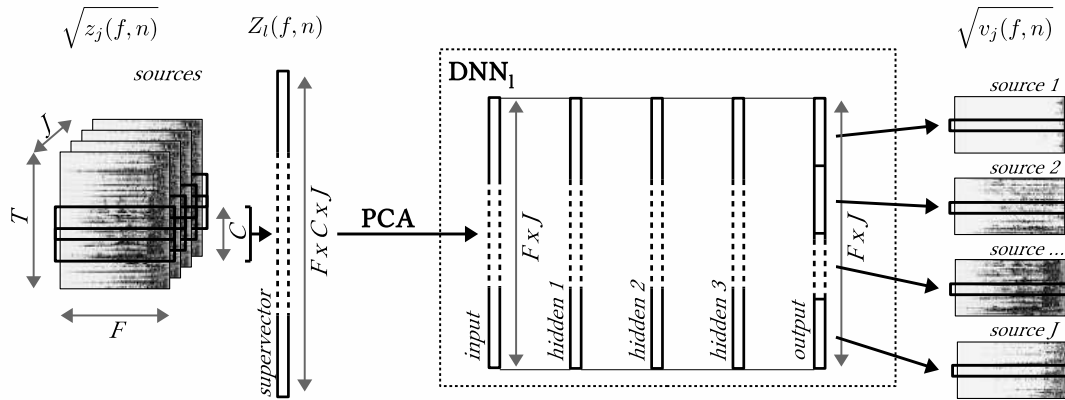 √z_j(f, n)
Z_l(f, n)
√v_j(f, n)
sources
J
T
F
C
supervector
F x C x J
PCA
DNN_l
input
F x J
hidden 1
hidden 2
hidden 3
output
F x J
source 1
source 2
source ...
source J